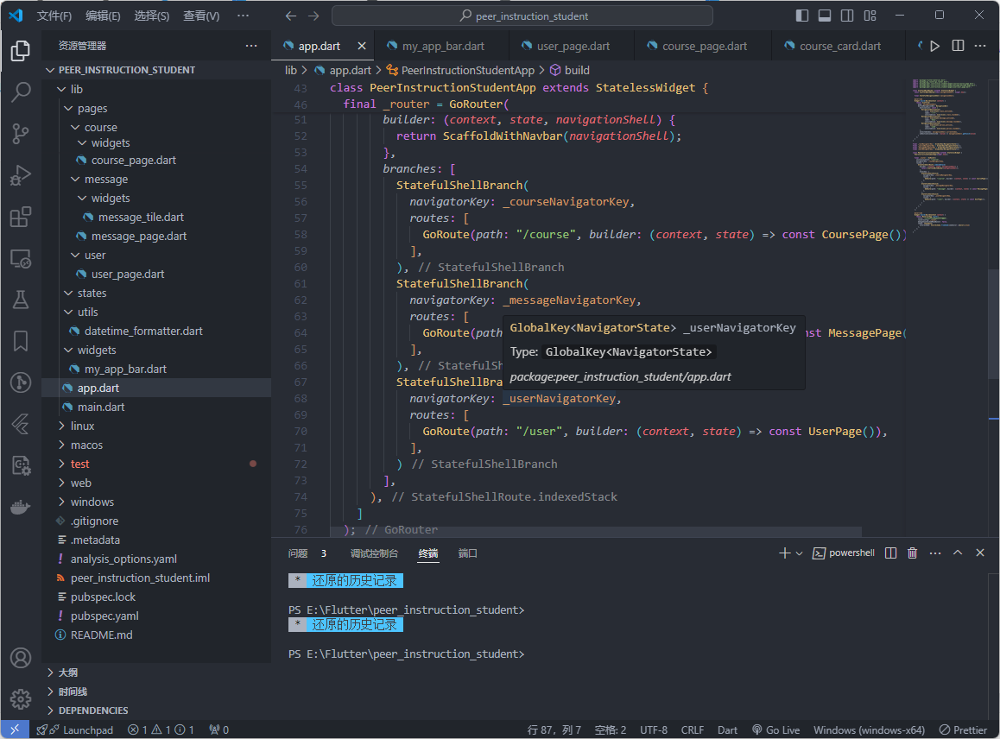 文件(F) 编辑(E) 选择(S) 查看(V) ··· peer_instruction_student
资源管理器 ···
PEER_INSTRUCTION_STUDENT
lib
pages
course
widgets
course_page.dart
message
widgets
message_tile.dart
message_page.dart
user
user_page.dart
states
utils
datetime_formatter.dart
widgets
my_app_bar.dart
app.dart
main.dart
linux
macos
test
web
windows
.gitignore
.metadata
analysis_options.yaml
peer_instruction_student.iml
pubspec.lock
pubspec.yaml
README.md
大纲
时间线
DEPENDENCIES
app.dart my_app_bar.dart user_page.dart course_page.dart course_card.dart
lib > app.dart > PeerInstructionStudentApp > build
43 class PeerInstructionStudentApp extends StatelessWidget {
46 final _router = GoRouter(
51 builder: (context, state, navigationShell) {
52 return ScaffoldWithNavbar(navigationShell);
53 },
54 branches: [
55 StatefulShellBranch(
56 navigatorKey: _courseNavigatorKey,
57 routes: [
58 GoRoute(path: "/course", builder: (context, state) => const CoursePage())
59 ],
60 ), // StatefulShellBranch
61 StatefulShellBranch(
62 navigatorKey: _messageNavigatorKey,
63 routes: [
64 GoRoute(path nst MessagePage(
65 ],
66 ), // StatefulSh
67 StatefulShellBra
68 navigatorKey: _userNavigatorKey,
69 routes: [
70 GoRoute(path: "/user", builder: (context, state) => const UserPage()),
71 ],
72 ) // StatefulShellBranch
73 ],
74 ), // StatefulShellRoute.indexedStack
75 ]
76 ); // GoRouter
GlobalKey<NavigatorState> _userNavigatorKey
Type: GlobalKey<NavigatorState>
package:peer_instruction_student/app.dart
问题 3 调试控制台 终端 端口 powershell ···
* 还原的历史记录
PS E:\Flutter\peer_instruction_student>
* 还原的历史记录
PS E:\Flutter\peer_instruction_student>
Launchpad 1 1 1 0 行 87，列 7 空格: 2 UTF-8 CRLF Dart Go Live Windows (windows-x64) Prettier